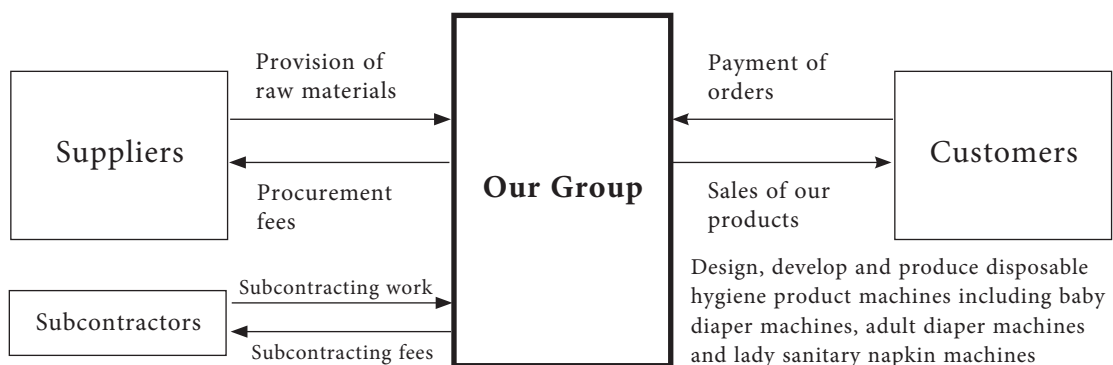 Provision of
raw materials
Suppliers
Procurement
fees
Subcontracting work
Subcontractors
Subcontracting fees
Our Group
Payment of
orders
Customers
Sales of our
products
Design, develop and produce disposable
hygiene product machines including baby
diaper machines, adult diaper machines
and lady sanitary napkin machines